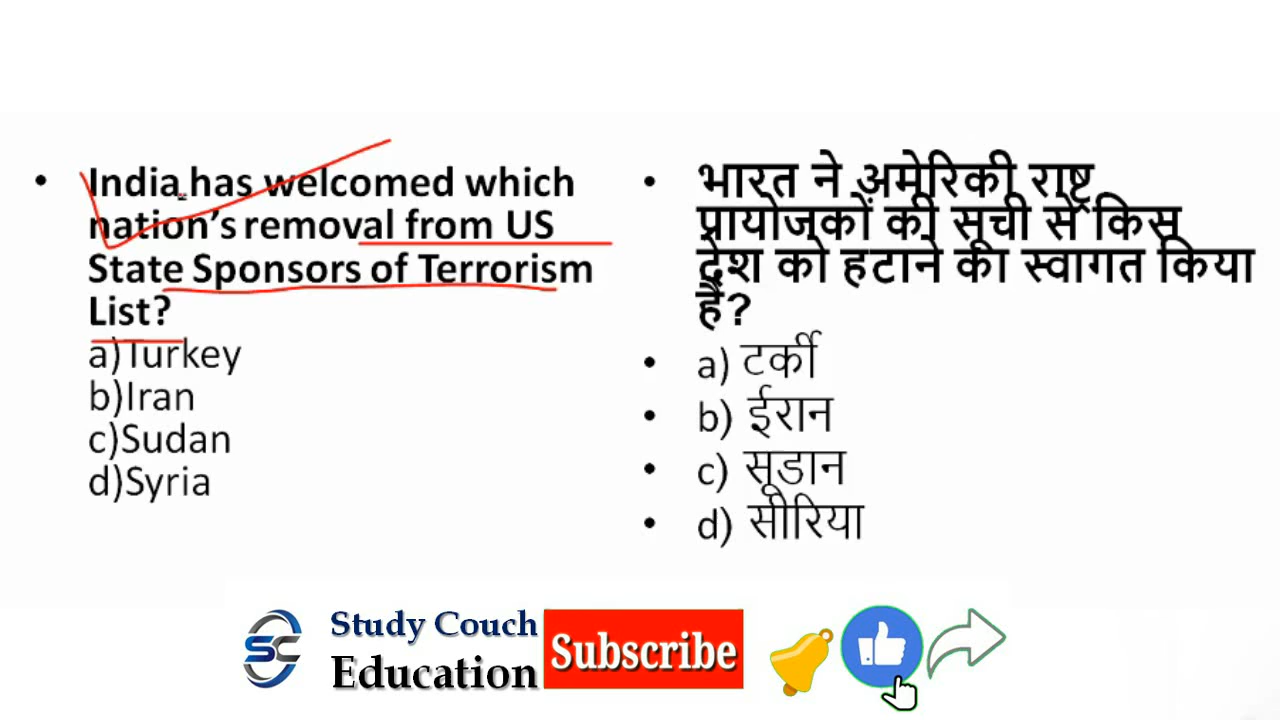 • India has welcomed which
nation's removal from US
State Sponsors of Terrorism
List?
a)Turkey
b)Iran
c)Sudan
d)Syria
• भारत ने अमेरिकी राष्ट्र
प्रायोजकों की सूची से किस
देश को हटाने का स्वागत किया
है?
• a) टर्की
• b) ईरान
• c) सूडान
• d) सीरिया
SC
Study Couch
Education
Subscribe